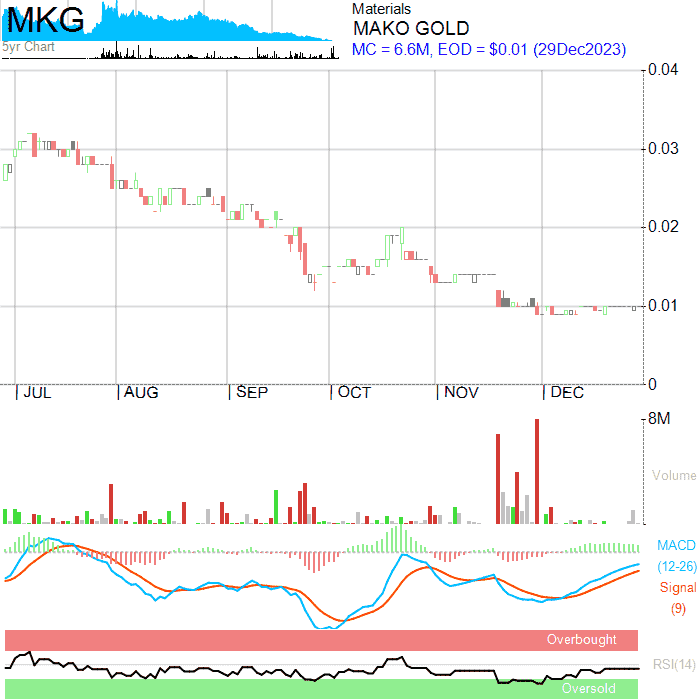 MKG
5yr Chart
Materials
MAKO GOLD
MC = 6.6M, EOD = $0.01 (29Dec2023)
0.04
0.03
0.02
0.01
0
JUL AUG SEP OCT NOV DEC
8M
Volume
MACD
(12-26)
Signal
(9)
Overbought
RSI(14)
Oversold